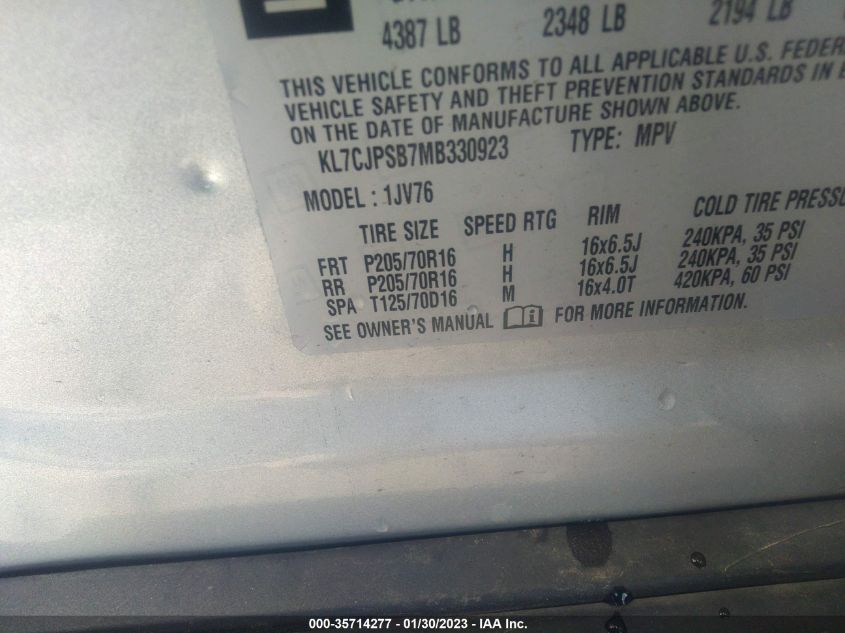 4387 LB 2348 LB 2194 LB
THIS VEHICLE CONFORMS TO ALL APPLICABLE U.S. FEDER
VEHICLE SAFETY AND THEFT PREVENTION STANDARDS IN E
ON THE DATE OF MANUFACTURE SHOWN ABOVE.
KL7CJPSB7MB330923 TYPE: MPV
MODEL : 1JV76
TIRE SIZE SPEED RTG RIM COLD TIRE PRESSU
FRT P205/70R16 H 16x6.5J 240KPA, 35 PSI
RR P205/70R16 H 16x6.5J 240KPA, 35 PSI
SPA T125/70D16 M 16x4.0T 420KPA, 60 PSI
SEE OWNER'S MANUAL FOR MORE INFORMATION.
000-35714277 - 01/30/2023 - IAA Inc.